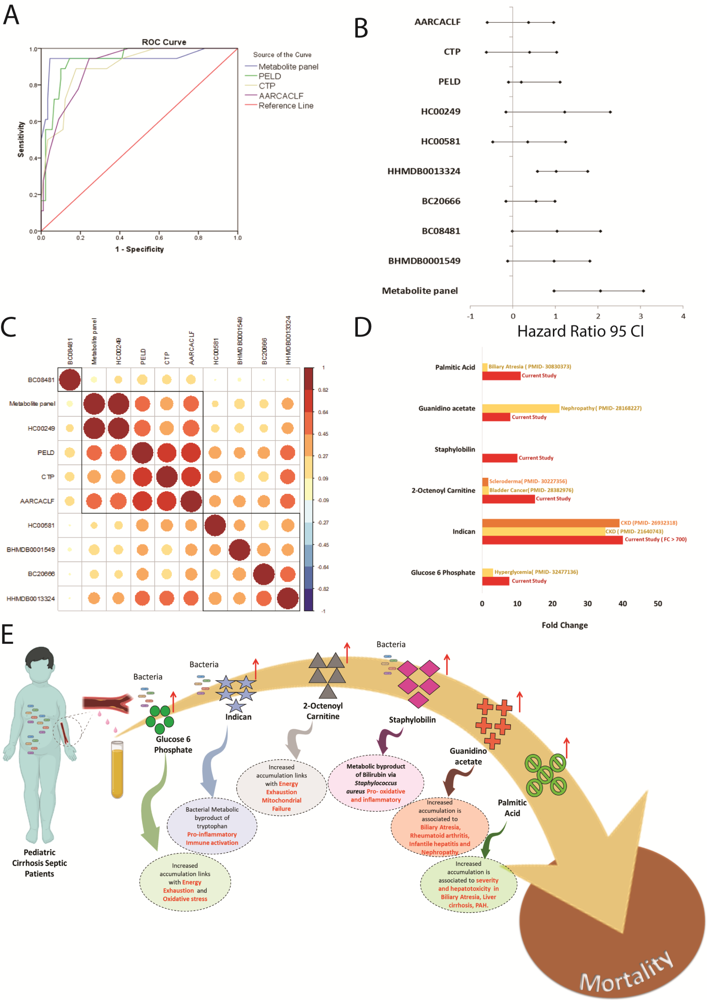 A
ROC Curve
1.0
0.8
0.6
0.4
0.2
0.0
Sensitivity
0.0 0.2 0.4 0.6 0.8 1.0
1 - Specificity
Source of the Curve
Metabolite panel
PELD
CTP
AARCACLF
Reference Line
B
AARCACLF
CTP
PELD
HC00249
HC00581
HHMDB0013324
BC20666
BC08481
BHMDB0001549
Metabolite panel
-1 0 1 2 3 4
Hazard Ratio 95 CI
C
BC08481
Metabolite panel
HC00249
PELD
CTP
AARCACLF
HC00581
BHMDB0001549
BC20666
HHMDB0013324
BC08481
Metabolite panel
HC00249
PELD
CTP
AARCACLF
HC00581
BHMDB0001549
BC20666
HHMDB0013324
1
0.82
0.64
0.45
0.27
0.09
-0.09
-0.27
-0.45
-0.64
-0.82
-1
D
Palmitic Acid
Biliary Atresia ( PMID- 30830373)
Current Study
Guanidino acetate
Nephropathy ( PMID- 28168227)
Current Study
Staphylobilin
Current Study
2-Octenoyl Carnitine
Scleroderma( PMID- 30227356)
Bladder Cancer( PMID- 28382976)
Current Study
Indican
CKD (PMID- 26932318)
CKD ( PMID- 21640743)
Current Study ( FC > 700)
Glucose 6 Phosphate
Hyperglycemia( PMID- 32477136)
Current Study
0 10 20 30 40 50
Fold Change
E
Pediatric
Cirrhosis Septic
Patients
Bacteria
Glucose 6
Phosphate
Bacteria
Indican
2-Octenoyl
Carnitine
Bacteria
Staphylobilin
Guanidino
acetate
Palmitic
Acid
Increased
accumulation links
with Energy
Exhaustion and
Oxidative stress
Bacterial Metabolic
byproduct of
tryptophan
Pro-inflammatory
Immune activation
Increased
accumulation links
with Energy
Exhaustion
Mitochondrial
Failure
Metabolic byproduct
of Bilirubin via
Staphylococcus
aureus Pro- oxidative
and inflammatory
Increased
accumulation is
associated to
Biliary Atresia,
Rheumatoid arthritis,
Infantile hepatitis and
Nephropathy
Increased
accumulation is
associated to severity
and hepatotoxicity in
Biliary Atresia, Liver
cirrhosis, PAH.
Mortality